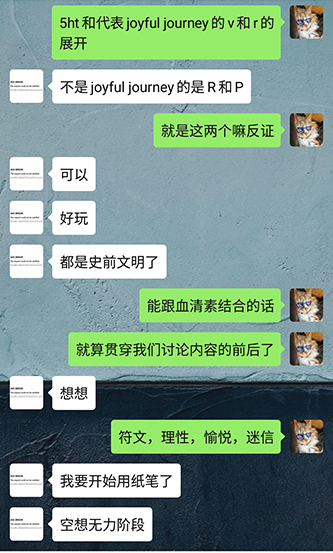 5ht 和代表 joyful journey 的 v 和 r 的
展开
不是 joyful journey 的是 R 和 P
就是这两个嘛反证
可以
好玩
都是史前文明了
能跟血清素结合的话
就算贯穿我们讨论内容的前后了
想想
符文，理性，愉悦，迷信
我要开始用纸笔了
空想无力阶段